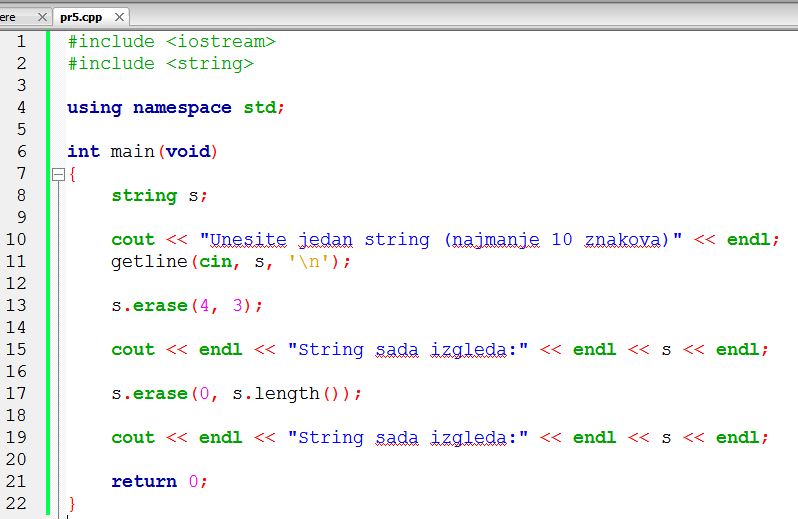 ere pr5.cpp
1 #include <iostream>
2 #include <string>
3
4 using namespace std;
5
6 int main(void)
7 {
8 string s;
9
10 cout << "Unesite jedan string (najmanje 10 znakova)" << endl;
11 getline(cin, s, '\n');
12
13 s.erase(4, 3);
14
15 cout << endl << "String sada izgleda:" << endl << s << endl;
16
17 s.erase(0, s.length());
18
19 cout << endl << "String sada izgleda:" << endl << s << endl;
20
21 return 0;
22 }